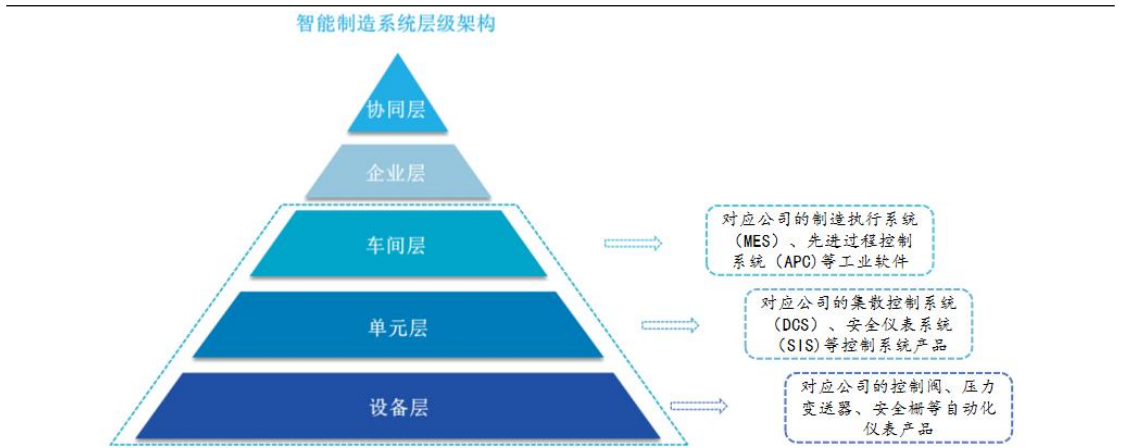 智能制造系统层级架构
协同层
企业层
车间层
对应公司的制造执行系统
（MES）、先进过程控制
系统（APC)等工业软件
单元层
对应公司的集散控制系统
（DCS）、安全仪表系统
（SIS)等控制系统产品
设备层
对应公司的控制阀、压力
变送器、安全栅等自动化
仪表产品